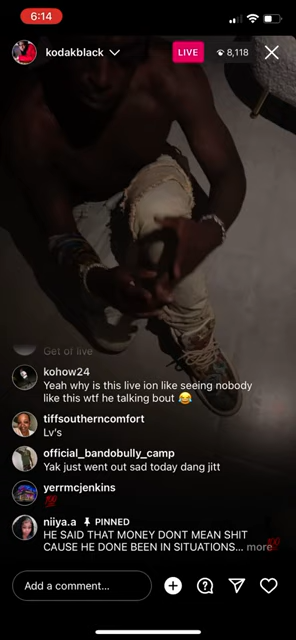 6:14
kodakblack
LIVE
8,118
Get of live
kohow24
Yeah why is this live ion like seeing nobody
like this wtf he talking bout 😂
tiffsoutherncomfort
Lv's
official_bandobully_camp
Yak just went out sad today dang jitt
yerrmcjenkins
💯
niiya.a PINNED
HE SAID THAT MONEY DONT MEAN SHIT
CAUSE HE DONE BEEN IN SITUATIONS... more
Add a comment...